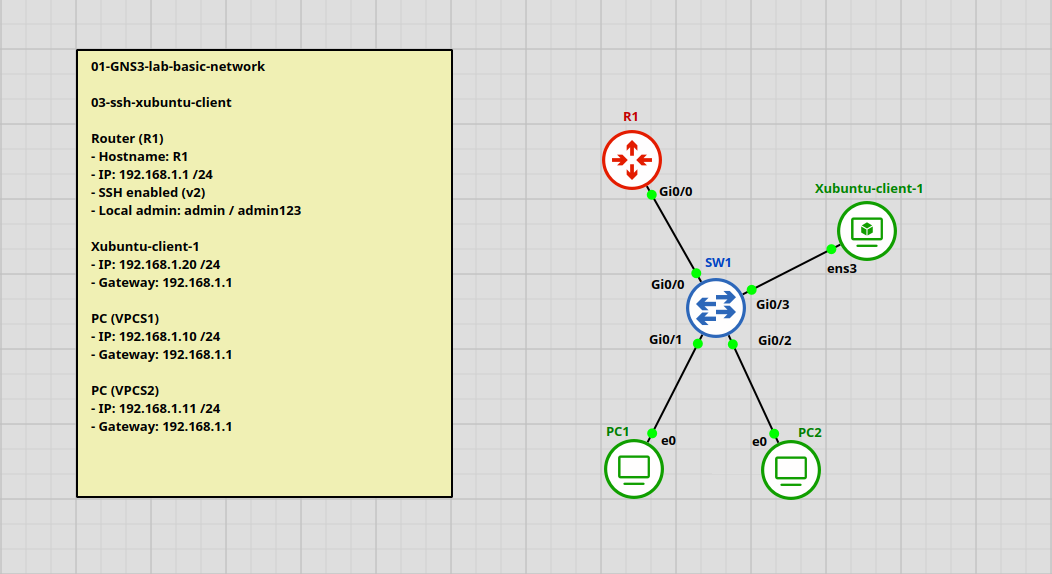 01-GNS3-lab-basic-network
03-ssh-xubuntu-client
Router (R1)
- Hostname: R1
- IP: 192.168.1.1 /24
- SSH enabled (v2)
- Local admin: admin / admin123
Xubuntu-client-1
- IP: 192.168.1.20 /24
- Gateway: 192.168.1.1
PC (VPCS1)
- IP: 192.168.1.10 /24
- Gateway: 192.168.1.1
PC (VPCS2)
- IP: 192.168.1.11 /24
- Gateway: 192.168.1.1
R1
Gi0/0
Xubuntu-client-1
ens3
SW1
Gi0/0
Gi0/3
Gi0/1
Gi0/2
PC1
e0
e0
PC2